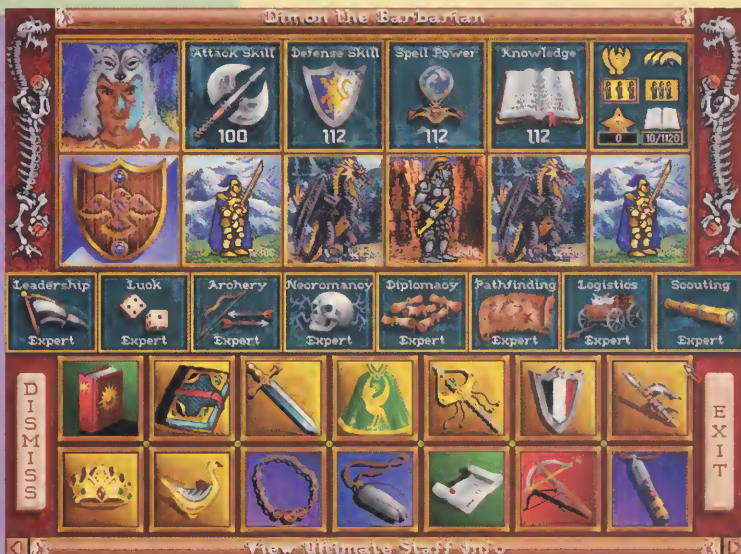 Dimon the Barbarian
Attack Skill
100
Defense Skill
112
Spell Power
112
Knowledge
112
0
10/1120
Leadership
Expert
Luck
Expert
Archery
Expert
Necromancy
Expert
Diplomacy
Expert
Pathfinding
Expert
Logistics
Expert
Scouting
Expert
DISMISS
EXIT
View Ultimate Staff Info